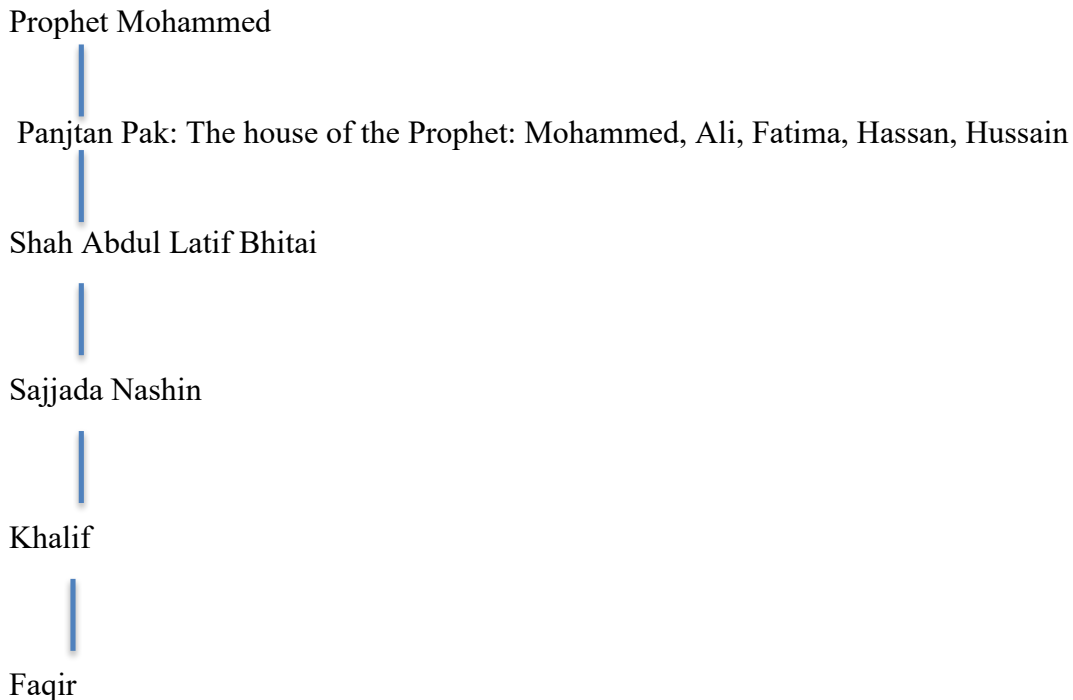 Prophet Mohammed
Panjtan Pak: The house of the Prophet: Mohammed, Ali, Fatima, Hassan, Hussain
Shah Abdul Latif Bhitai
Sajjada Nashin
Khalif
Faqir